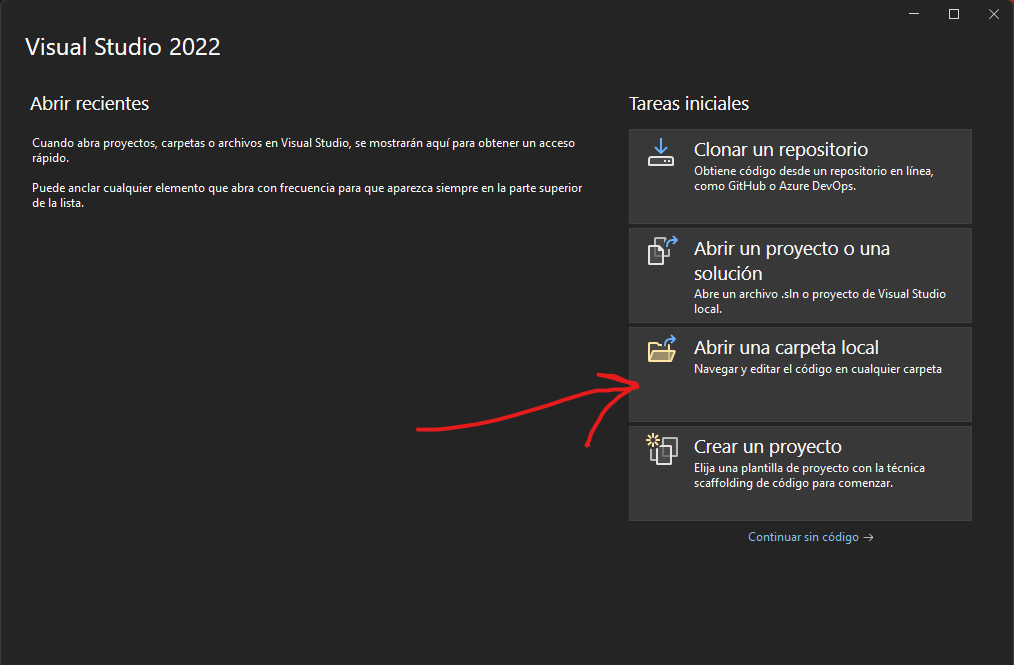 Visual Studio 2022
Abrir recientes
Cuando abra proyectos, carpetas o archivos en Visual Studio, se mostrarán aquí para obtener un acceso
rápido.
Puede anclar cualquier elemento que abra con frecuencia para que aparezca siempre en la parte superior
de la lista.
Tareas iniciales
Clonar un repositorio
Obtiene código desde un repositorio en línea,
como GitHub o Azure DevOps.
Abrir un proyecto o una
solución
Abre un archivo .sln o proyecto de Visual Studio
local.
Abrir una carpeta local
Navegar y editar el código en cualquier carpeta
Crear un proyecto
Elija una plantilla de proyecto con la técnica
scaffolding de código para comenzar.
Continuar sin código →